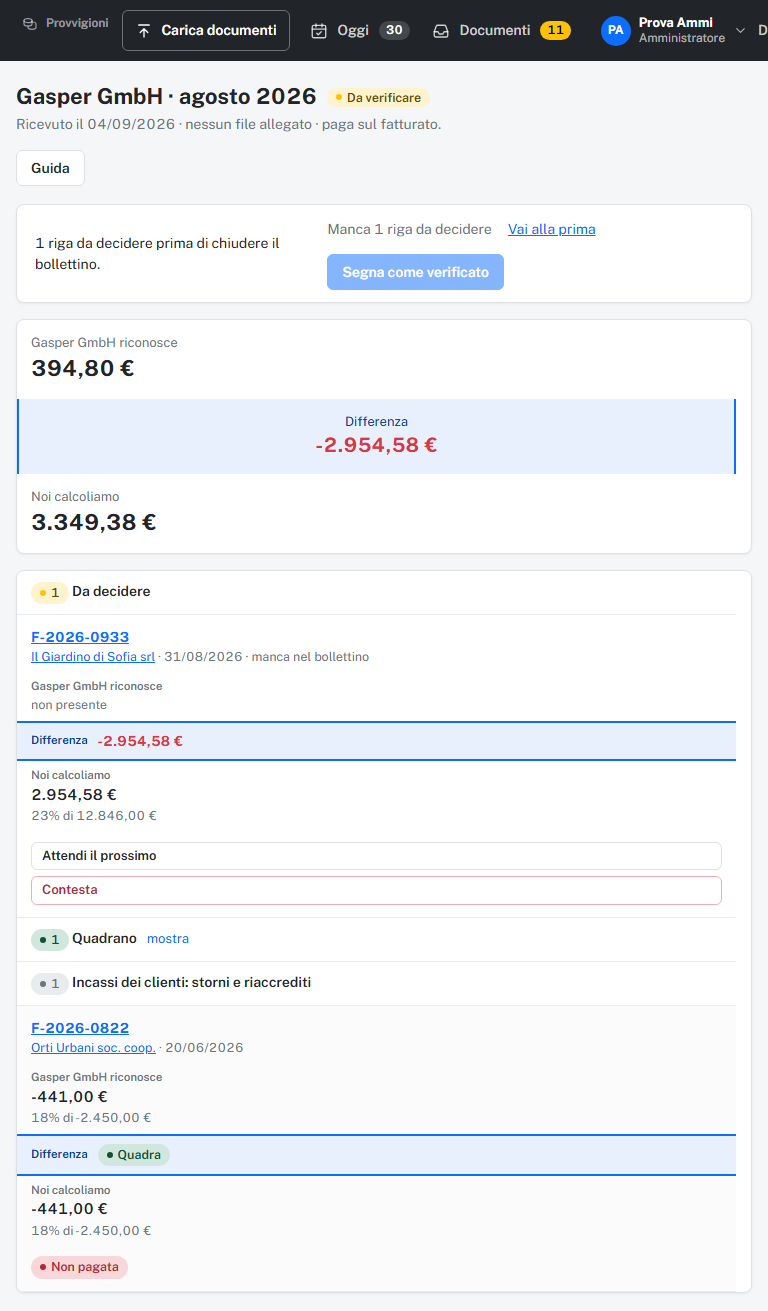 Provvigioni
Carica documenti
Oggi 30
Documenti 11
PA
Prova Ammi
Amministratore
D
Gasper GmbH · agosto 2026 Da verificare
Ricevuto il 04/09/2026 · nessun file allegato · paga sul fatturato.
Guida
1 riga da decidere prima di chiudere il
bollettino.
Manca 1 riga da decidere Vai alla prima
Segna come verificato
Gasper GmbH riconosce
394,80 €
Differenza
-2.954,58 €
Noi calcoliamo
3.349,38 €
1 Da decidere
F-2026-0933
Il Giardino di Sofia srl · 31/08/2026 · manca nel bollettino
Gasper GmbH riconosce
non presente
Differenza -2.954,58 €
Noi calcoliamo
2.954,58 €
23% di 12.846,00 €
Attendi il prossimo
Contesta
1 Quadrano mostra
1 Incassi dei clienti: storni e riaccrediti
F-2026-0822
Orti Urbani soc. coop. · 20/06/2026
Gasper GmbH riconosce
-441,00 €
18% di -2.450,00 €
Differenza Quadra
Noi calcoliamo
-441,00 €
18% di -2.450,00 €
Non pagata